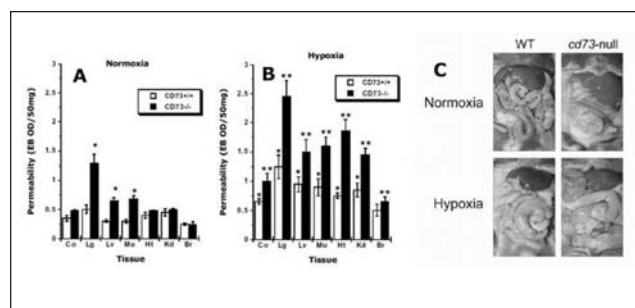 A
Normoxia
CD73+/+
CD73-/-
Permeability (EB OD/50mg)
3
2.5
2
1.5
1
0.5
0
*
*
*
Co Lg Lv Mu Ht Kd Br
Tissue
B
Hypoxia
CD73+/+
CD73-/-
Permeability (EB OD/50mg)
3
2.5
2
1.5
1
0.5
0
* **
* **
* **
* **
* **
* **
**
Co Lg Lv Mu Ht Kd Br
Tissue
C
WT cd73-null
Normoxia
Hypoxia